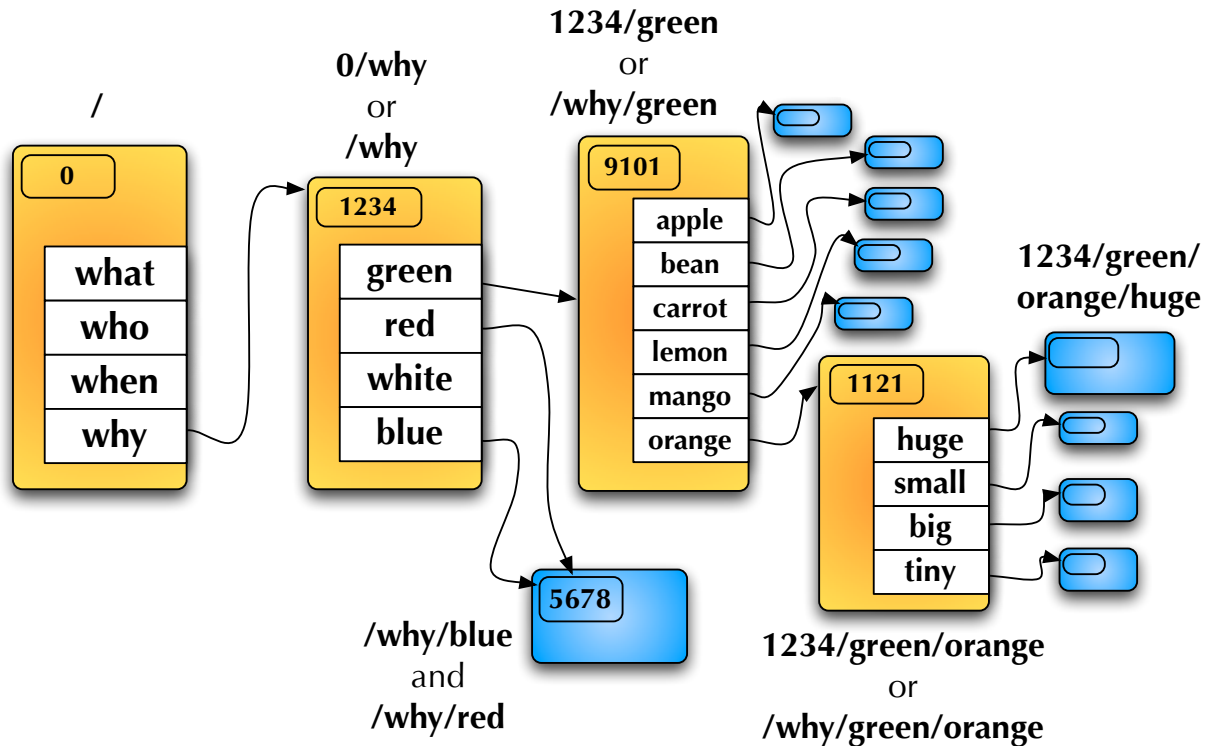 /
0
what
who
when
why
0/why
or
/why
1234
green
red
white
blue
1234/green
or
/why/green
9101
apple
bean
carrot
lemon
mango
orange
1234/green/
orange/huge
1121
huge
small
big
tiny
5678
/why/blue
and
/why/red
1234/green/orange
or
/why/green/orange